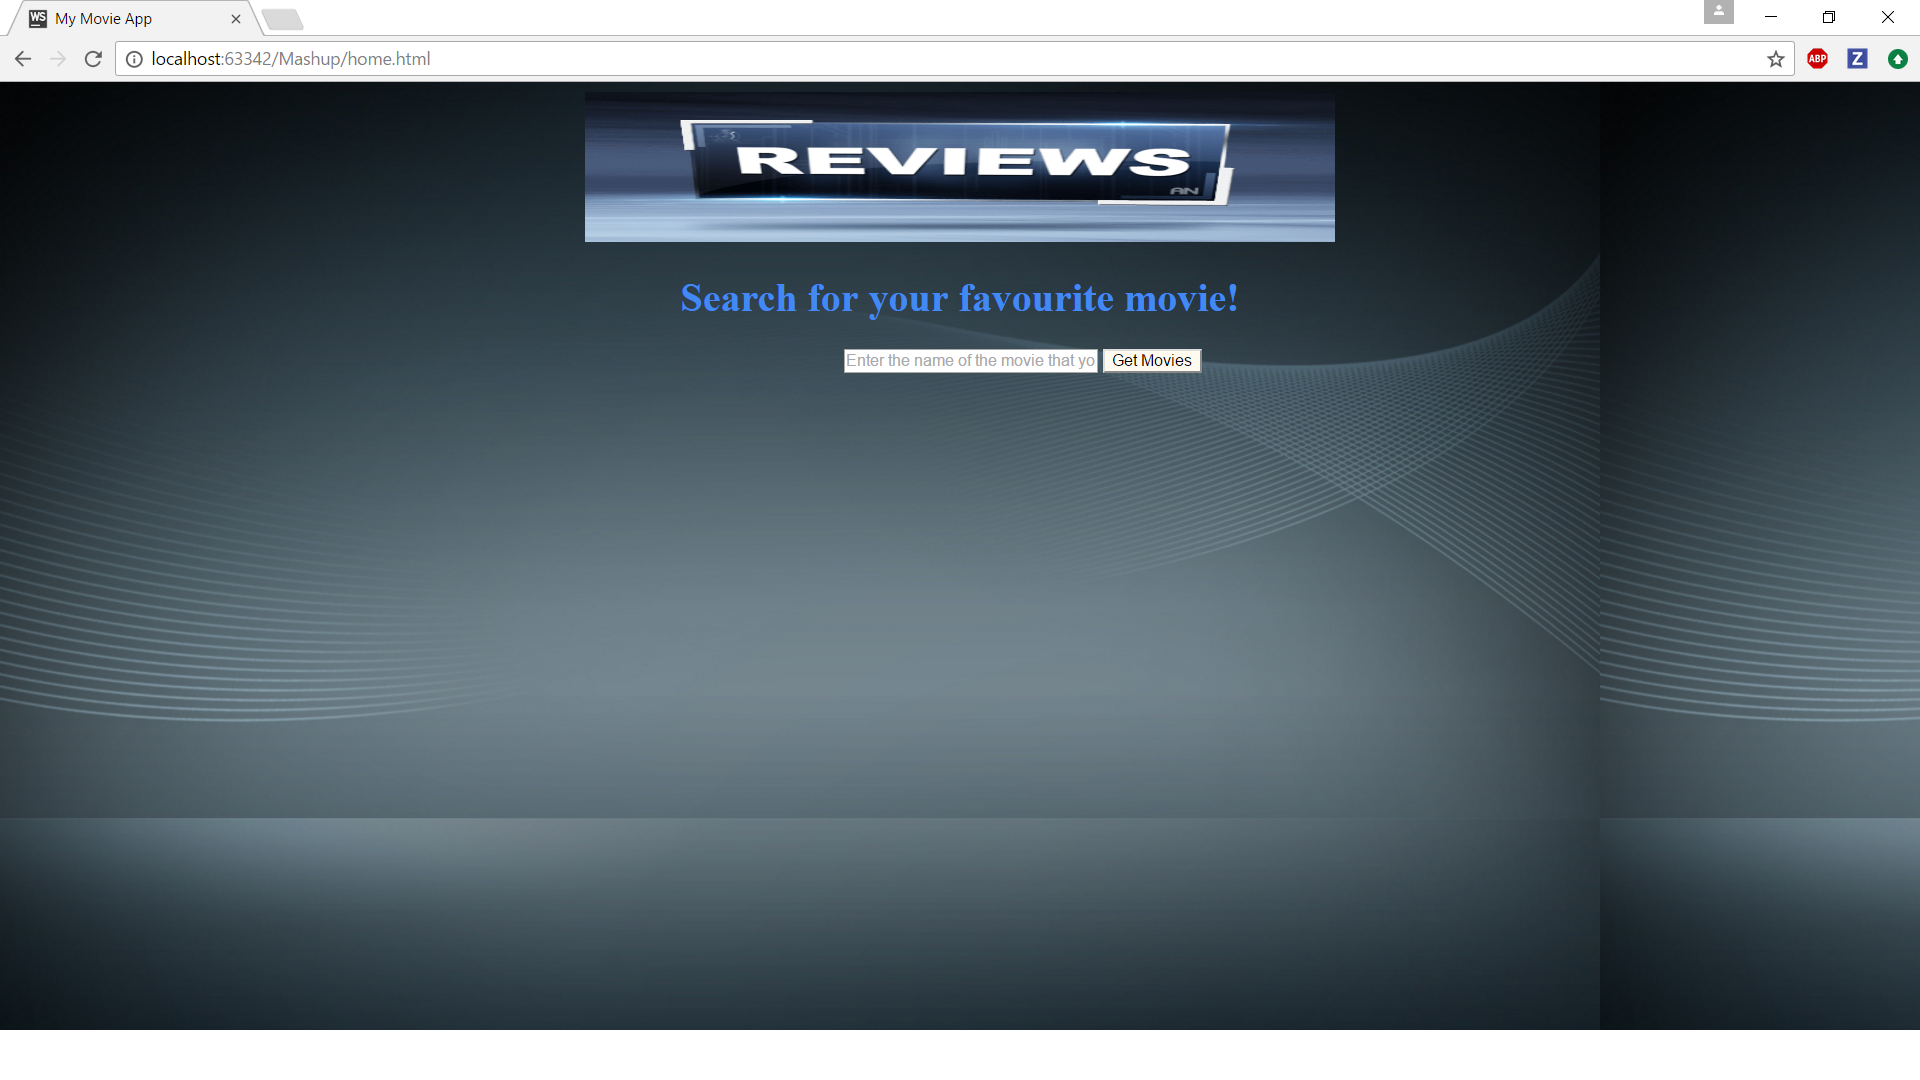 WS My Movie App
localhost:63342/Mashup/home.html
ABP Z
REVIEWS
AN
Search for your favourite movie!
Enter the name of the movie that yo Get Movies